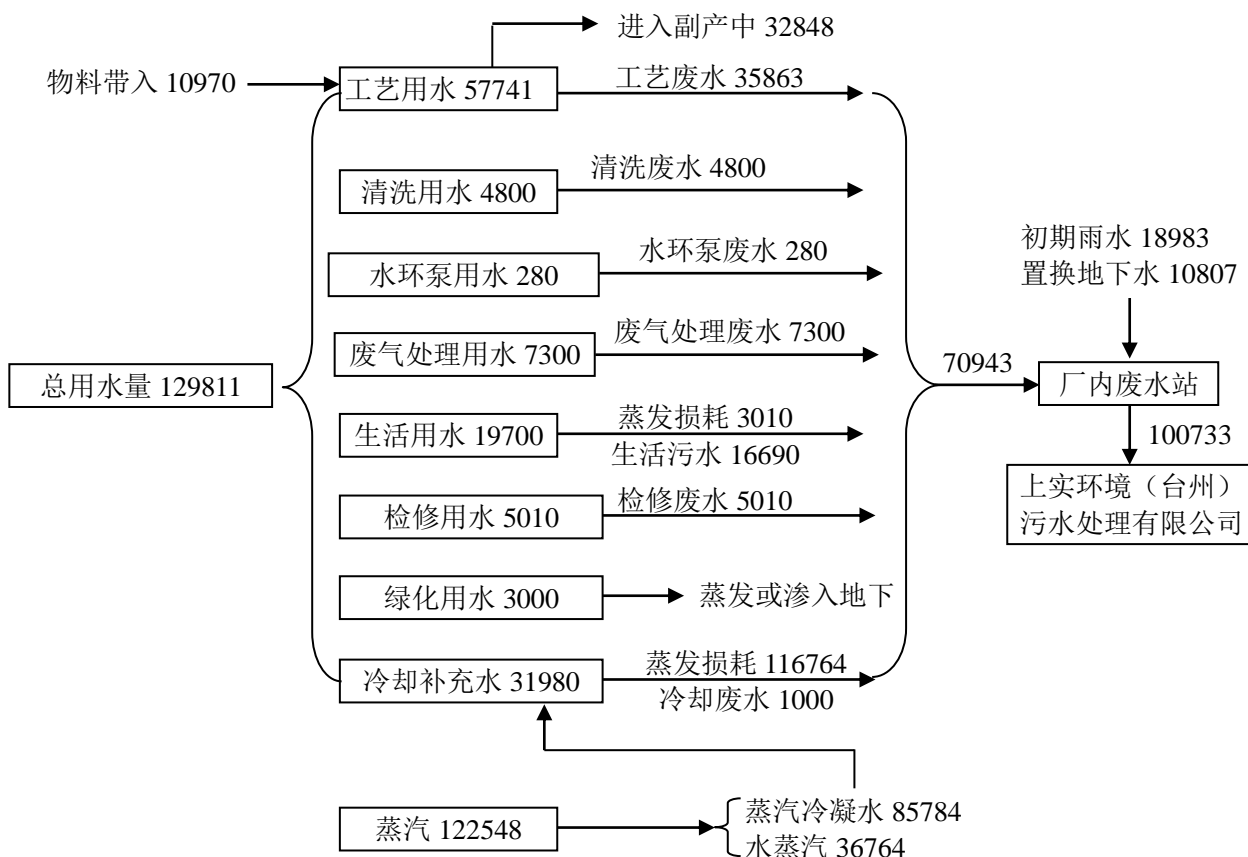 进入副产中 32848
物料带入 10970
工艺用水 57741
工艺废水 35863
清洗用水 4800
清洗废水 4800
水环泵用水 280
水环泵废水 280
初期雨水 18983
置换地下水 10807
废气处理用水 7300
废气处理废水 7300
总用水量 129811
70943
厂内废水站
生活用水 19700
蒸发损耗 3010
生活污水 16690
100733
上实环境（台州）
污水处理有限公司
检修用水 5010
检修废水 5010
绿化用水 3000
蒸发或渗入地下
冷却补充水 31980
蒸发损耗 116764
冷却废水 1000
蒸汽 122548
蒸汽冷凝水 85784
水蒸汽 36764